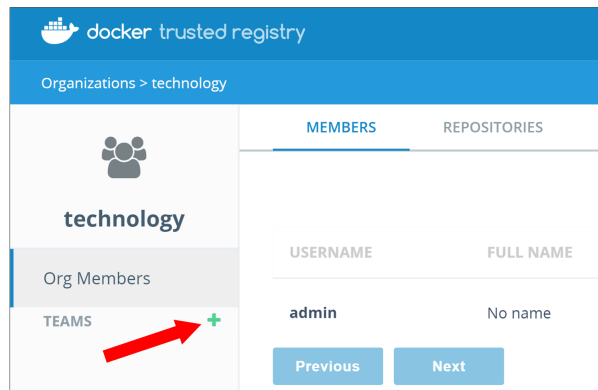 docker trusted registry
Organizations > technology
technology
Org Members
TEAMS
MEMBERS REPOSITORIES
USERNAME FULL NAME
admin No name
Previous Next